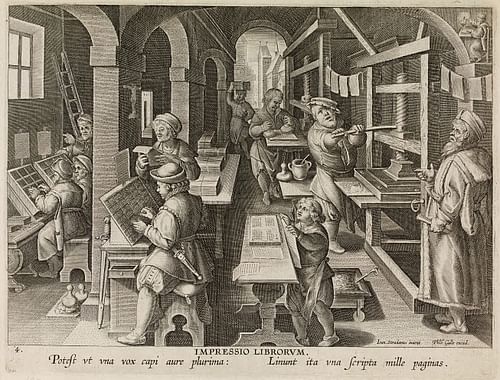 Ioan. Stradanus invent.
Phls Galle excud.
4.
IMPRESSIO LIBRORVM.
Potest vt vna vox capi aure plurima: Linunt ita vna scripta mille paginas.